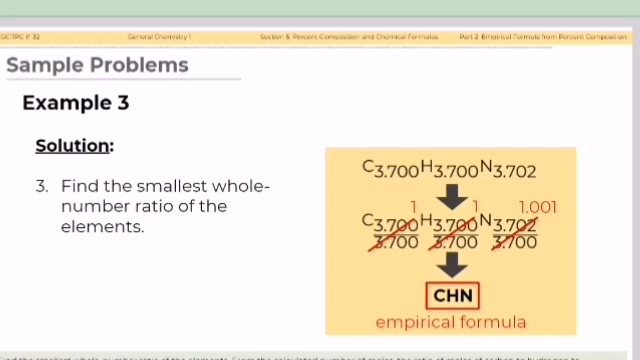 GCTIPC # 32 General Chemistry 1 Section 5: Percent Composition and Chemical Formulas Part 2: Empirical Formula from Percent Composition
Sample Problems
Example 3
Solution:
3. Find the smallest whole-
number ratio of the
elements.
C3.700H3.700N3.702
1 1 1.001
C3.700H3.700N3.702
3.700 3.700 3.700
CHN
empirical formula